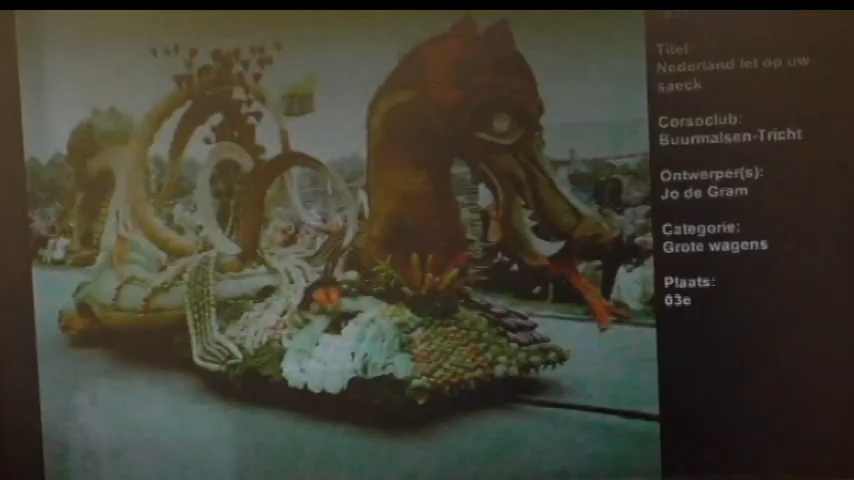 Titel:
Nederland let op uw
saeck
Corsoclub:
Buurmalsen-Tricht
Ontwerper(s):
Jo de Gram
Categorie:
Grote wagens
Plaats:
03e